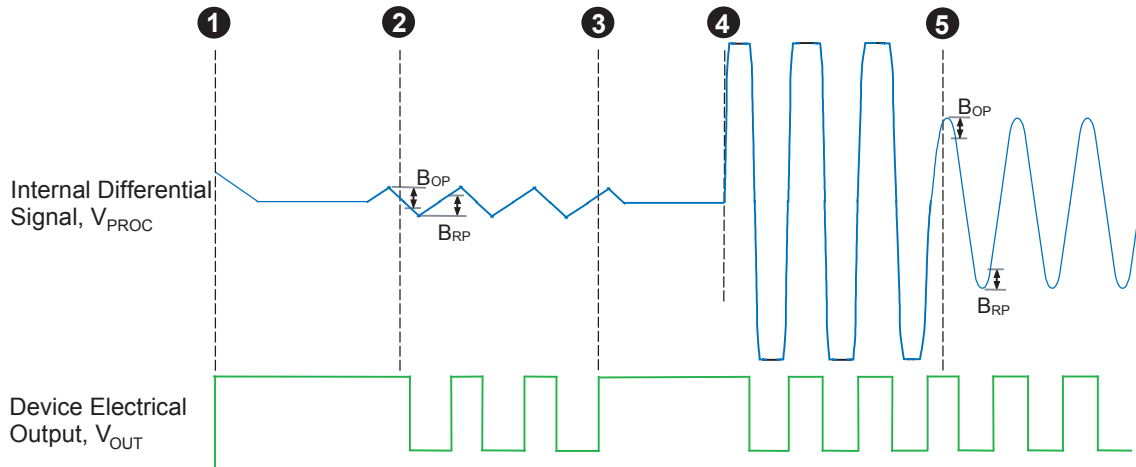 1 2 3 4 5
BOP
BOP
Internal Differential
Signal, VPROC
BRP
BRP
Device Electrical
Output, VOUT